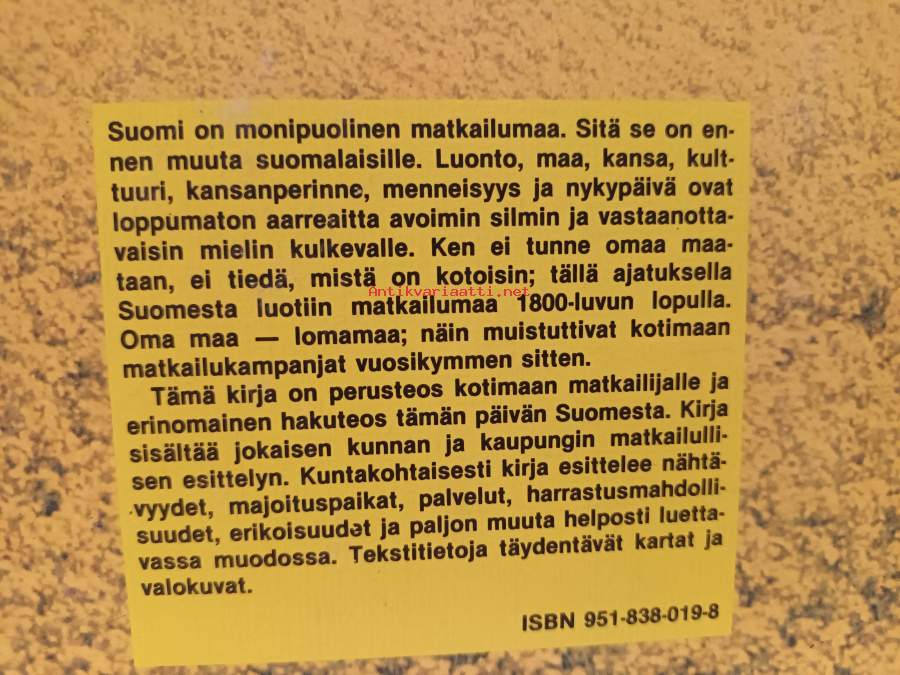 Suomi on monipuolinen matkailumaa. Sitä se on en-
nen muuta suomalaisille. Luonto, maa, kansa, kult-
tuuri, kansanperinne, menneisyys ja nykypäivä ovat
loppumaton aarreaitta avoimin silmin ja vastaanotta-
vaisin mielin kulkevalle. Ken ei tunne omaa maa-
taan, ei tiedä, mistä on kotoisin; tällä ajatuksella
Antikvariaatti.net
Suomesta luotiin matkailumaa 1800-luvun lopulla.
Oma maa — lomamaa; näin muistuttivat kotimaan
matkailukampanjat vuosikymmen sitten.
Tämä kirja on perusteos kotimaan matkailijalle ja
erinomainen hakuteos tämän päivän Suomesta. Kirja
sisältää jokaisen kunnan ja kaupungin matkailulli-
sen esittelyn. Kuntakohtaisesti kirja esittelee nähtä-
vyydet, majoituspaikat, palvelut, harrastusmahdolli-
suudet, erikoisuudet ja paljon muuta helposti luetta-
vassa muodossa. Tekstitietoja täydentävät kartat ja
valokuvat.
ISBN 951-838-019-8